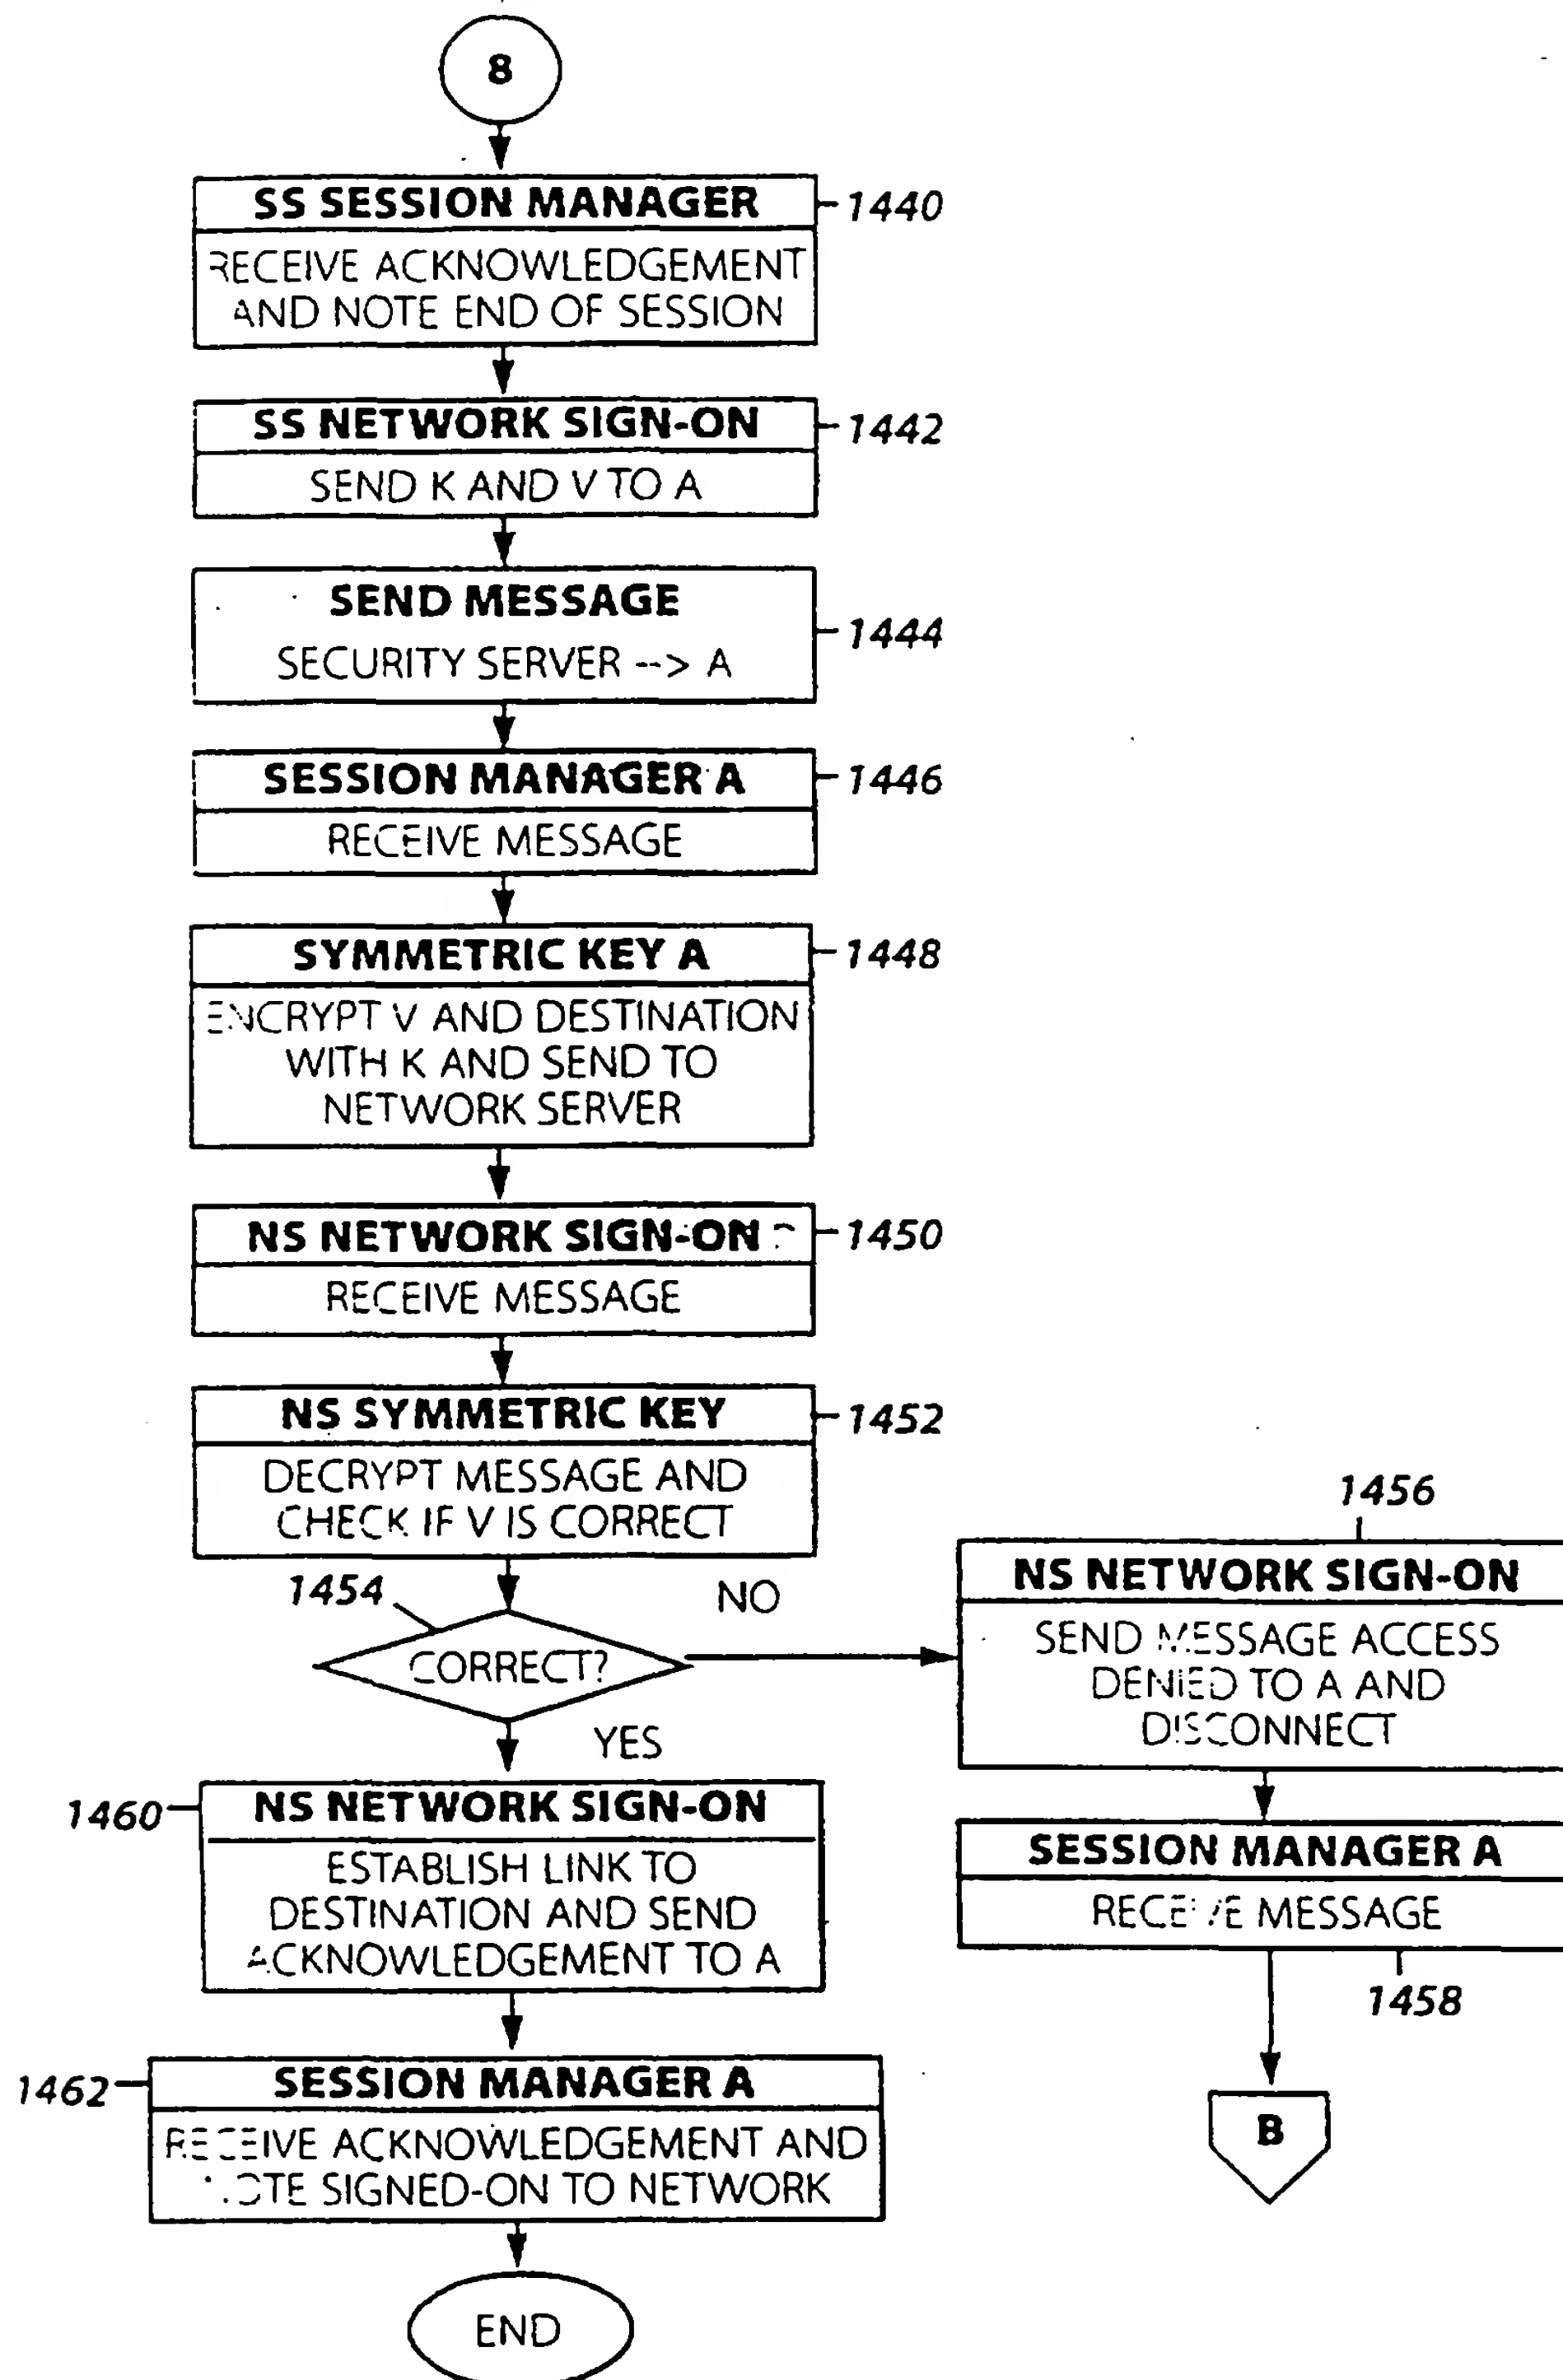 8
SS SESSION MANAGER
1440
RECEIVE ACKNOWLEDGEMENT
AND NOTE END OF SESSION
SS NETWORK SIGN-ON
1442
SEND K AND V TO A
SEND MESSAGE
SECURITY SERVER --> A
1444
SESSION MANAGER A
1446
RECEIVE MESSAGE
SYMMETRIC KEY A
1448
ENCRYPT V AND DESTINATION
WITH K AND SEND TO
NETWORK SERVER
NS NETWORK SIGN-ON
1450
RECEIVE MESSAGE
NS SYMMETRIC KEY
1452
DECRYPT MESSAGE AND
CHECK IF V IS CORRECT
1454
CORRECT?
NO
YES
1456
NS NETWORK SIGN-ON
SEND MESSAGE ACCESS
DENIED TO A AND
DISCONNECT
SESSION MANAGER A
RECEIVE MESSAGE
1458
B
1460
NS NETWORK SIGN-ON
ESTABLISH LINK TO
DESTINATION AND SEND
ACKNOWLEDGEMENT TO A
1462
SESSION MANAGER A
RECEIVE ACKNOWLEDGEMENT AND
NOTE SIGNED-ON TO NETWORK
END